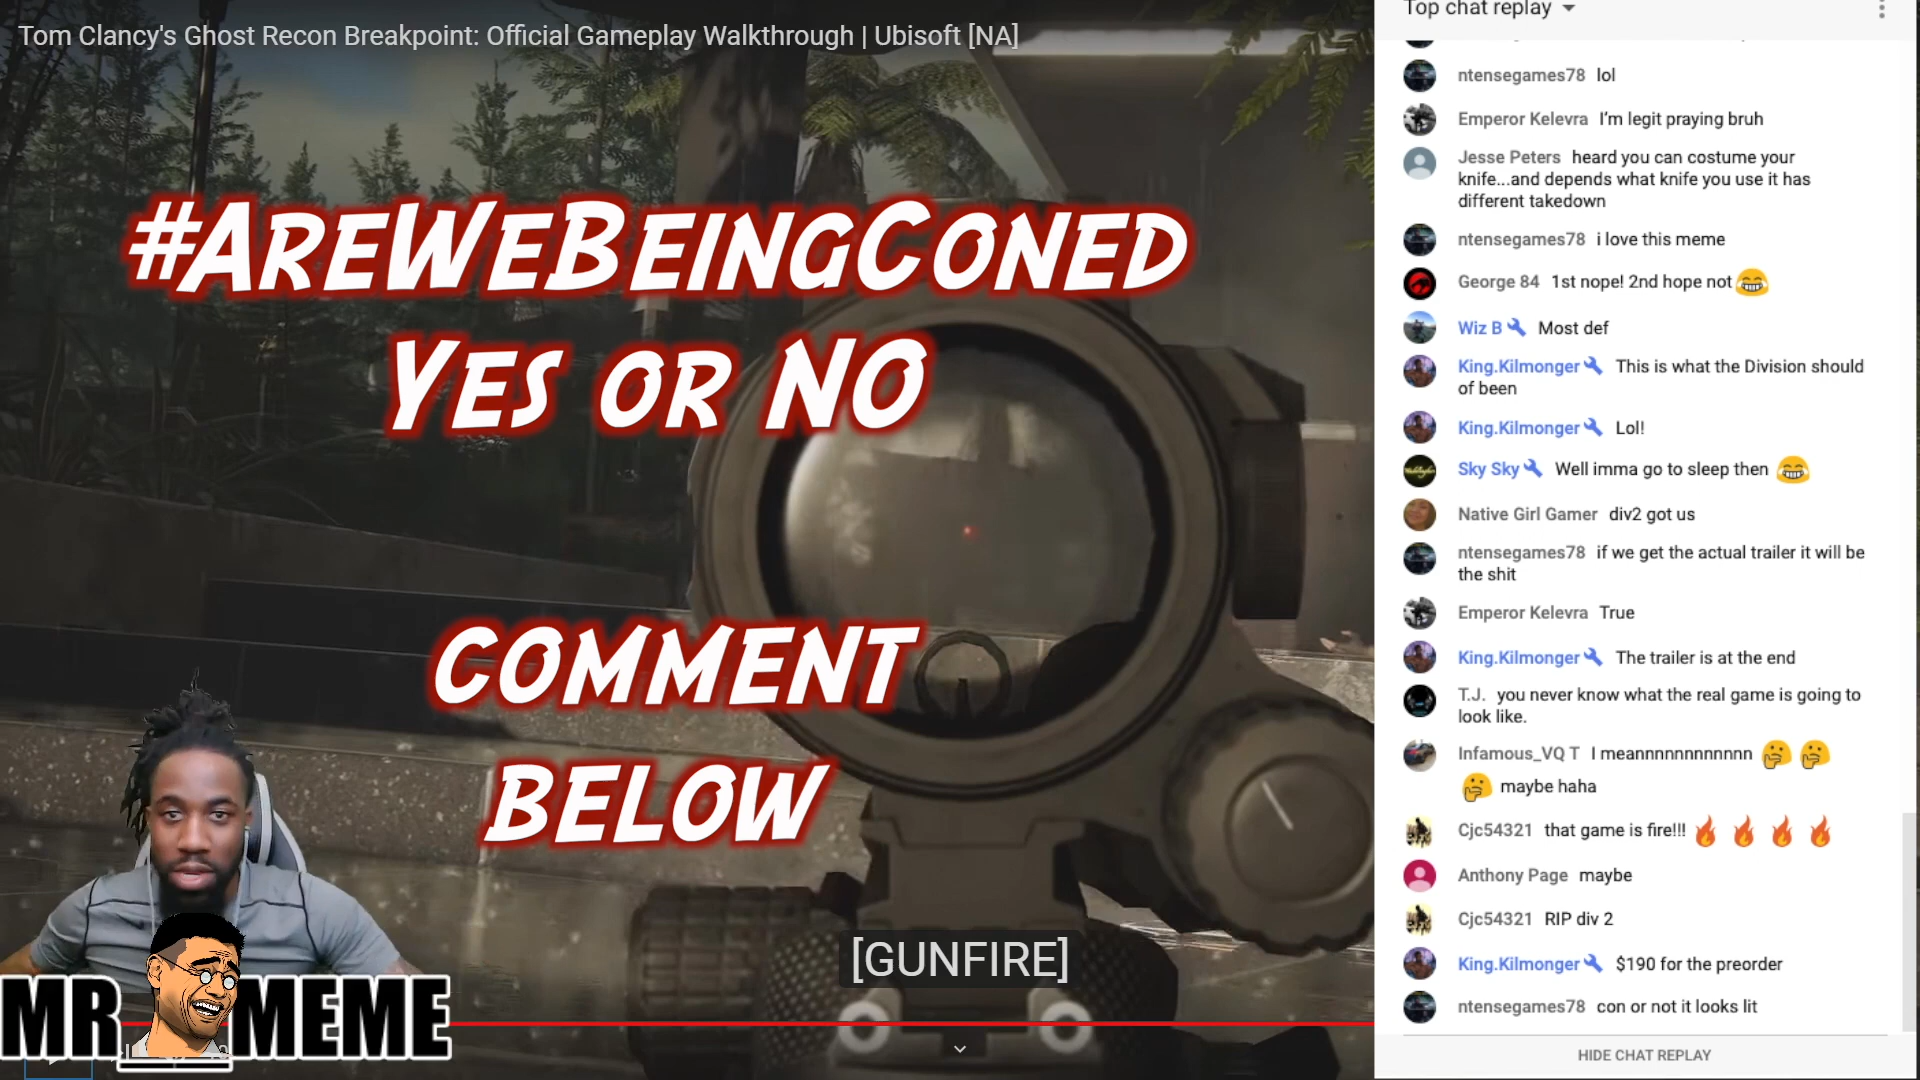 Tom Clancy's Ghost Recon Breakpoint: Official Gameplay Walkthrough | Ubisoft [NA]
#AreWeBeingConed
Yes or NO
COMMENT
BELOW
[GUNFIRE]
MR MEME
Top chat replay
ntensegames78 lol
Emperor Kelevra I'm legit praying bruh
Jesse Peters heard you can costume your
knife...and depends what knife you use it has
different takedown
ntensegames78 i love this meme
George 84 1st nope! 2nd hope not 😂
Wiz B Most def
King.Kilmonger This is what the Division should
of been
King.Kilmonger Lol!
Sky Sky Well imma go to sleep then 😂
Native Girl Gamer div2 got us
ntensegames78 if we get the actual trailer it will be
the shit
Emperor Kelevra True
King.Kilmonger The trailer is at the end
T.J. you never know what the real game is going to
look like.
Infamous_VQ T I meannnnnnnnnnnn 🤔 🤔
🤔 maybe haha
Cjc54321 that game is fire!!! 🔥 🔥 🔥 🔥
Anthony Page maybe
Cjc54321 RIP div 2
King.Kilmonger $190 for the preorder
ntensegames78 con or not it looks lit
HIDE CHAT REPLAY